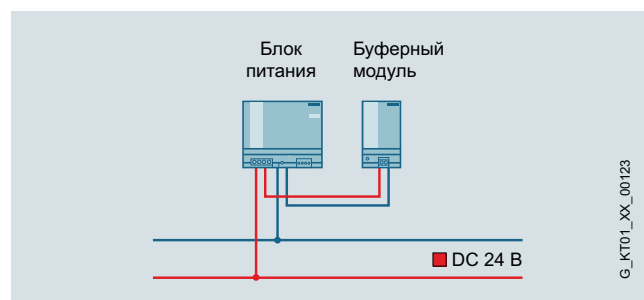 Блок
питания
Буферный
модуль
DC 24 В
G_KT01_XX_00123